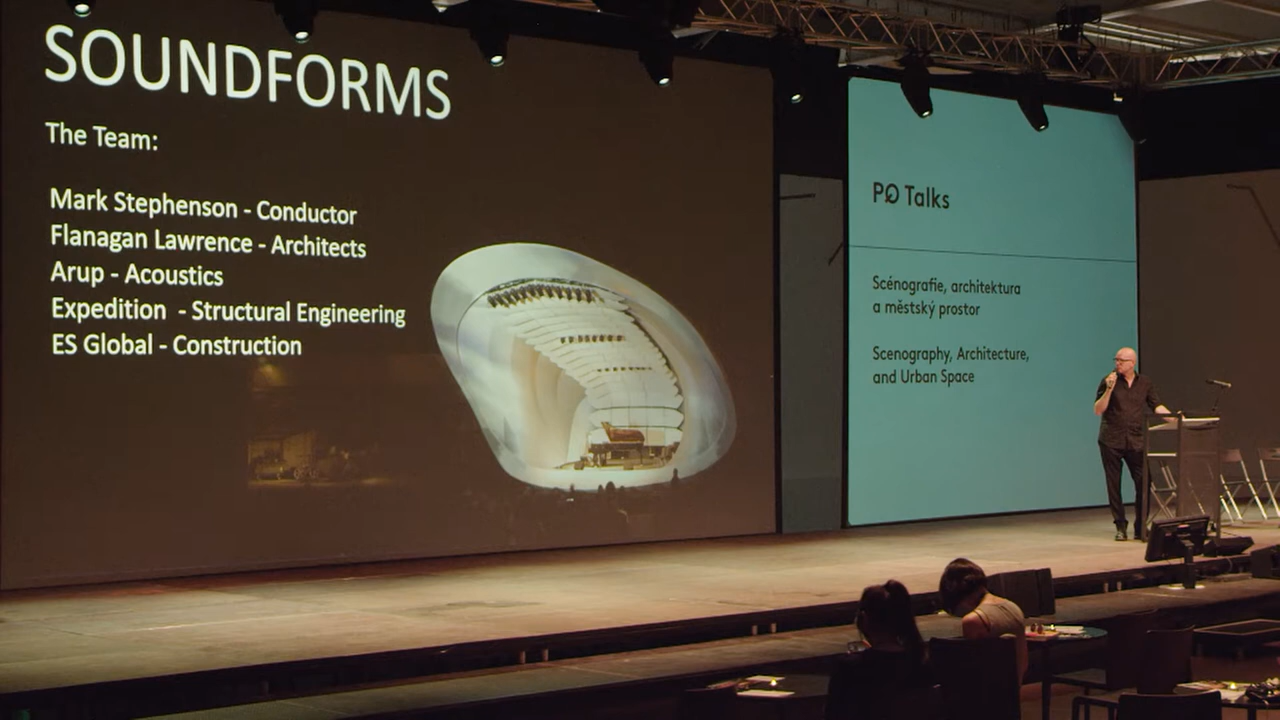 SOUNDFORMS
The Team:
Mark Stephenson - Conductor
Flanagan Lawrence - Architects
Arup - Acoustics
Expedition - Structural Engineering
ES Global - Construction
PQ Talks
Scénografie, architektura
a městský prostor
Scenography, Architecture,
and Urban Space